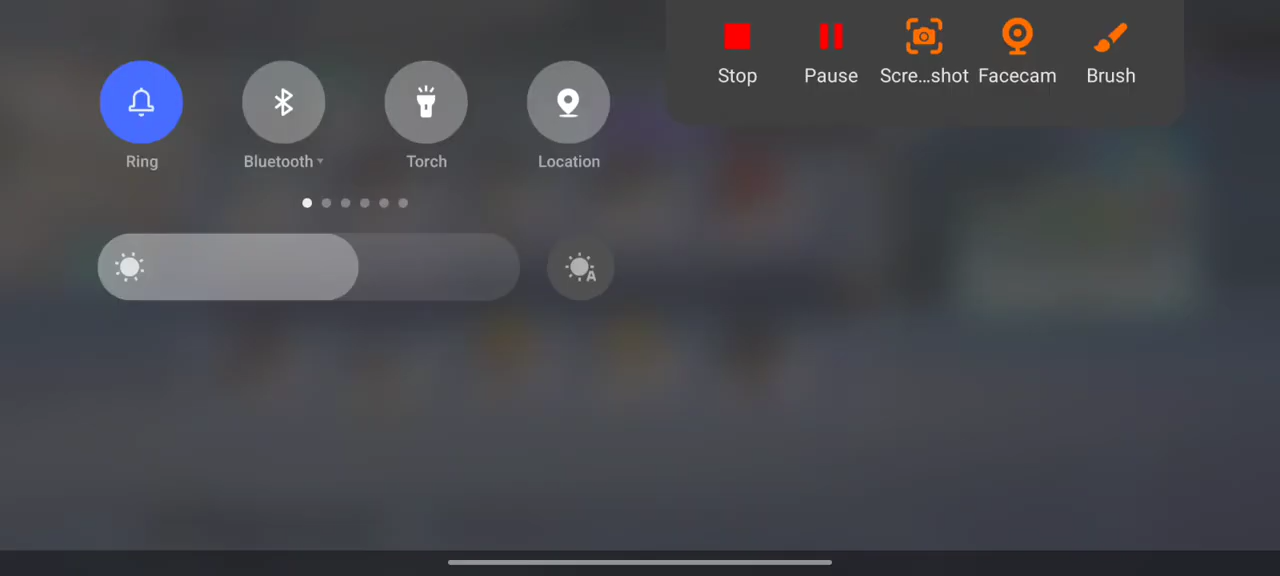 Stop Pause Scre...shot Facecam Brush
Ring Bluetooth Torch Location
A